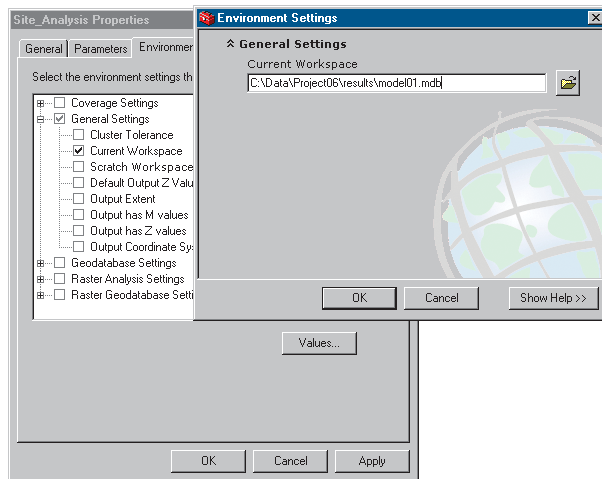 Site_Analysis Properties
General
Parameters
Environmen
Select the environment settings th
Coverage Settings
General Settings
Cluster Tolerance
Current Workspace
Scratch Workspace
Default Output Z Valu
Output Extent
Output has M values
Output has Z values
Output Coordinate Sy
Geodatabase Settings
Raster Analysis Settings
Raster Geodatabase Setti
Values...
OK
Cancel
Apply
Environment Settings
General Settings
Current Workspace
C:\Data\Project06\results\model01.mdb
OK
Cancel
Show Help >>